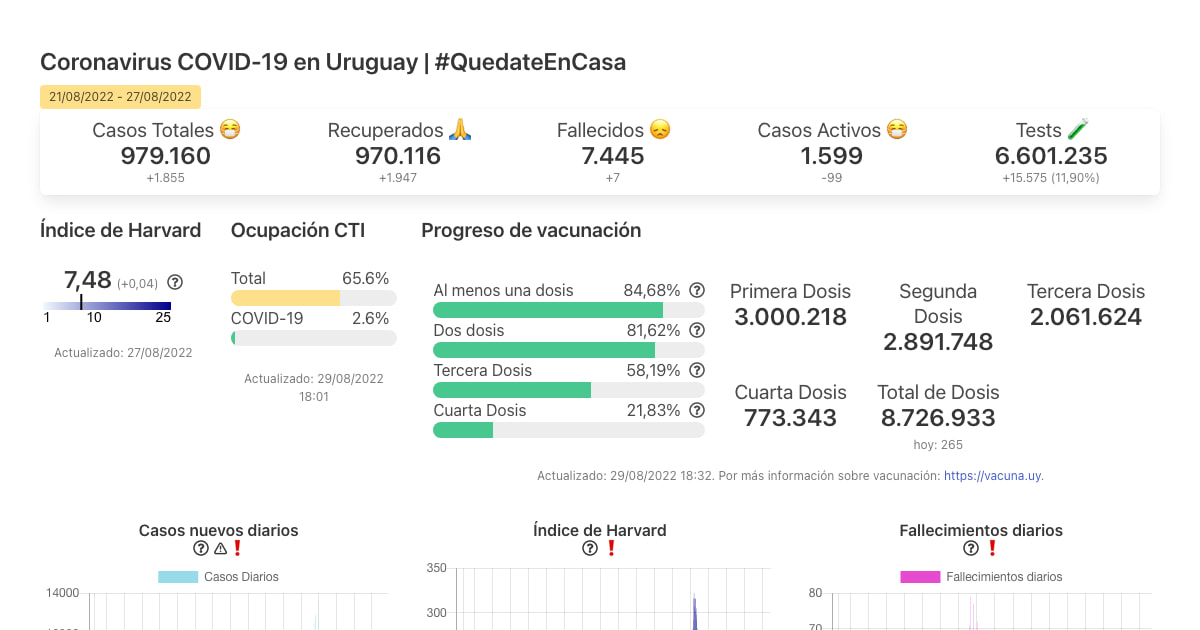 Coronavirus COVID-19 en Uruguay | #QuedateEnCasa
21/08/2022 - 27/08/2022
Casos Totales 😷
979.160
+1.855
Recuperados 🙏
970.116
+1.947
Fallecidos 😞
7.445
+7
Casos Activos 😷
1.599
-99
Tests 🧪
6.601.235
+15.575 (11,90%)
Índice de Harvard
7,48 (+0,04) ?
1 10 25
Actualizado: 27/08/2022
Ocupación CTI
Total 65.6%
COVID-19 2.6%
Actualizado: 29/08/2022
18:01
Progreso de vacunación
Al menos una dosis 84,68% ?
Dos dosis 81,62% ?
Tercera Dosis 58,19% ?
Cuarta Dosis 21,83% ?
Primera Dosis
3.000.218
Segunda
Dosis
2.891.748
Tercera Dosis
2.061.624
Cuarta Dosis
773.343
Total de Dosis
8.726.933
hoy: 265
Actualizado: 29/08/2022 18:32. Por más información sobre vacunación: https://vacuna.uy.
Casos nuevos diarios
? ⚠ ❗
Casos Diarios
14000
Índice de Harvard
? ❗
350
300
Fallecimientos diarios
? ❗
Fallecimientos diarios
80
70